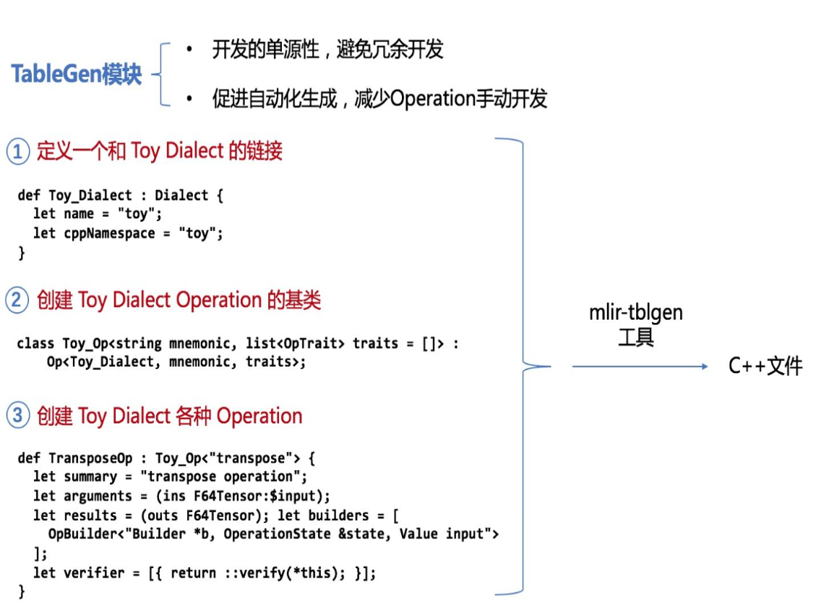 TableGen模块
• 开发的单源性，避免冗余开发
• 促进自动化生成，减少Operation手动开发
① 定义一个和 Toy Dialect 的链接
def Toy_Dialect : Dialect {
  let name = "toy";
  let cppNamespace = "toy";
}
② 创建 Toy Dialect Operation 的基类
class Toy_Op<string mnemonic, list<OpTrait> traits = []> :
    Op<Toy_Dialect, mnemonic, traits>;
③ 创建 Toy Dialect 各种 Operation
def TransposeOp : Toy_Op<"transpose"> {
  let summary = "transpose operation";
  let arguments = (ins F64Tensor:$input);
  let results = (outs F64Tensor); let builders = [
    OpBuilder<"Builder *b, OperationState &state, Value input">
  ];
  let verifier = [{ return ::verify(*this); }];
}
mlir-tblgen
工具
C++文件